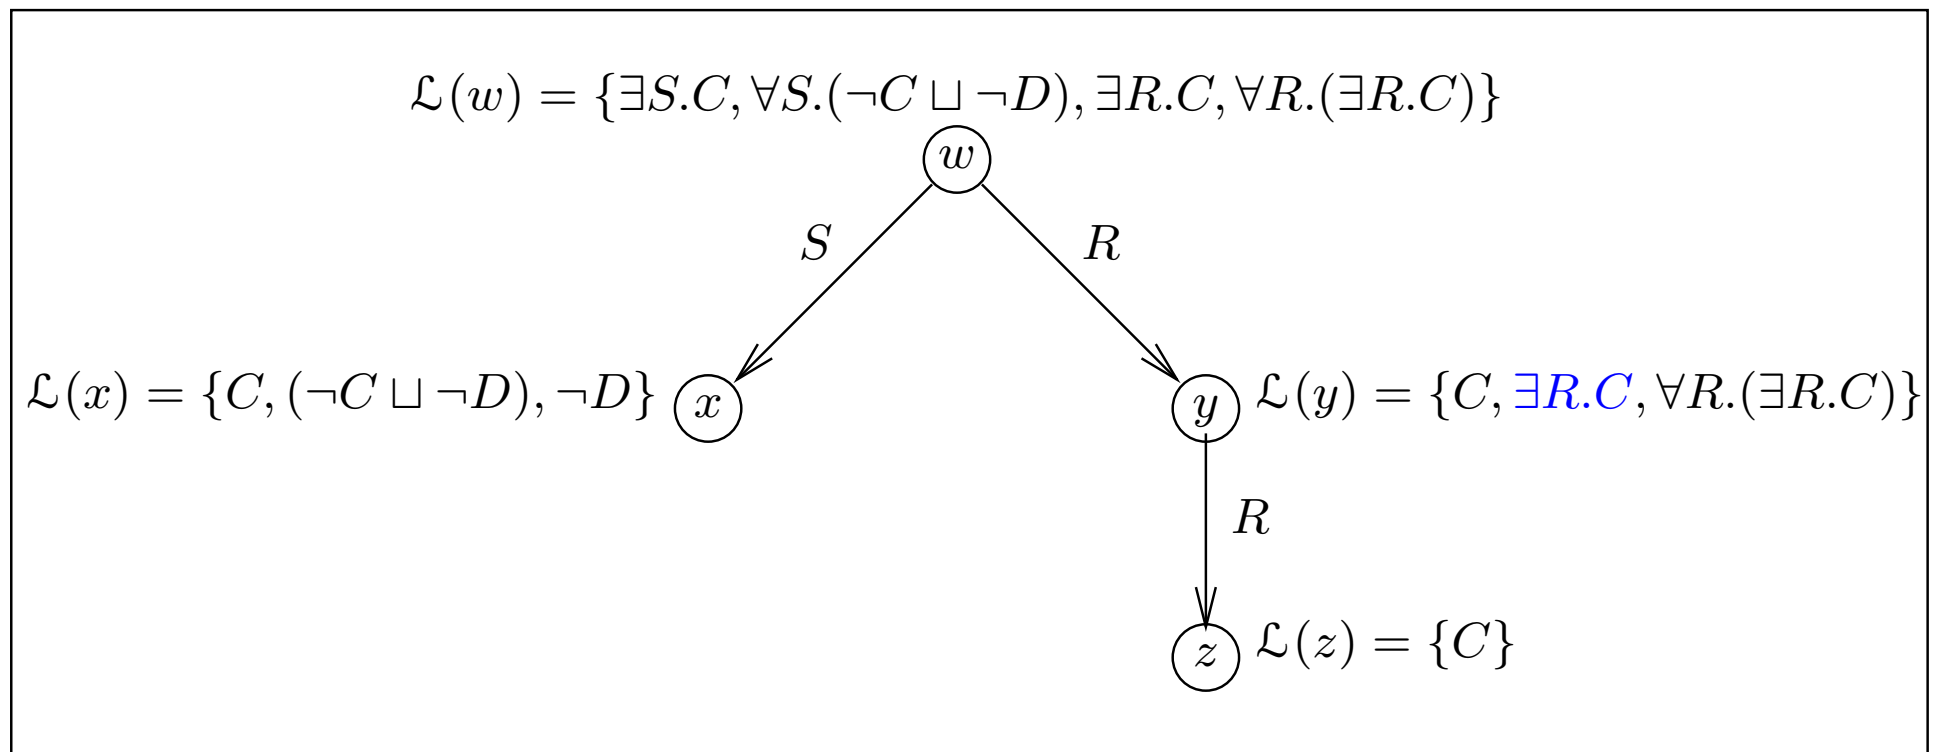 ℒ(w) = {∃S.C, ∀S.(¬C ⊔ ¬D), ∃R.C, ∀R.(∃R.C)}
w
S R
ℒ(x) = {C, (¬C ⊔ ¬D), ¬D} x y ℒ(y) = {C, ∃R.C, ∀R.(∃R.C)}
R
z ℒ(z) = {C}